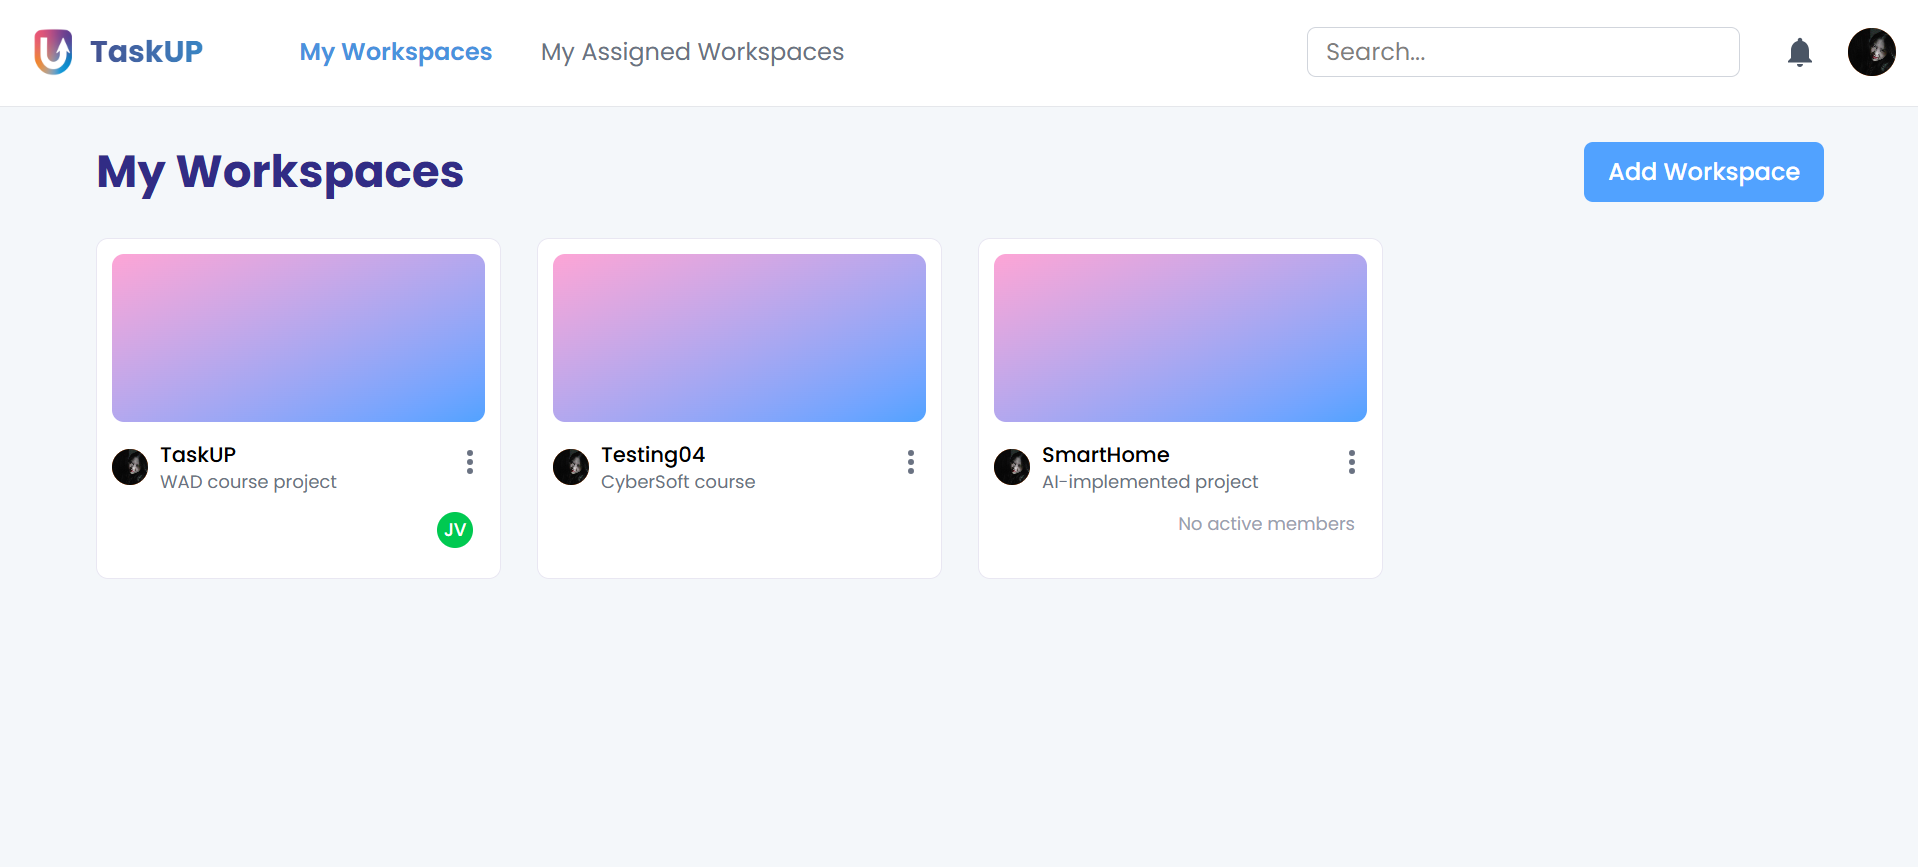 TaskUP
My Workspaces
My Assigned Workspaces
Search...
My Workspaces
Add Workspace
TaskUP
WAD course project
JV
Testing04
CyberSoft course
SmartHome
AI-implemented project
No active members